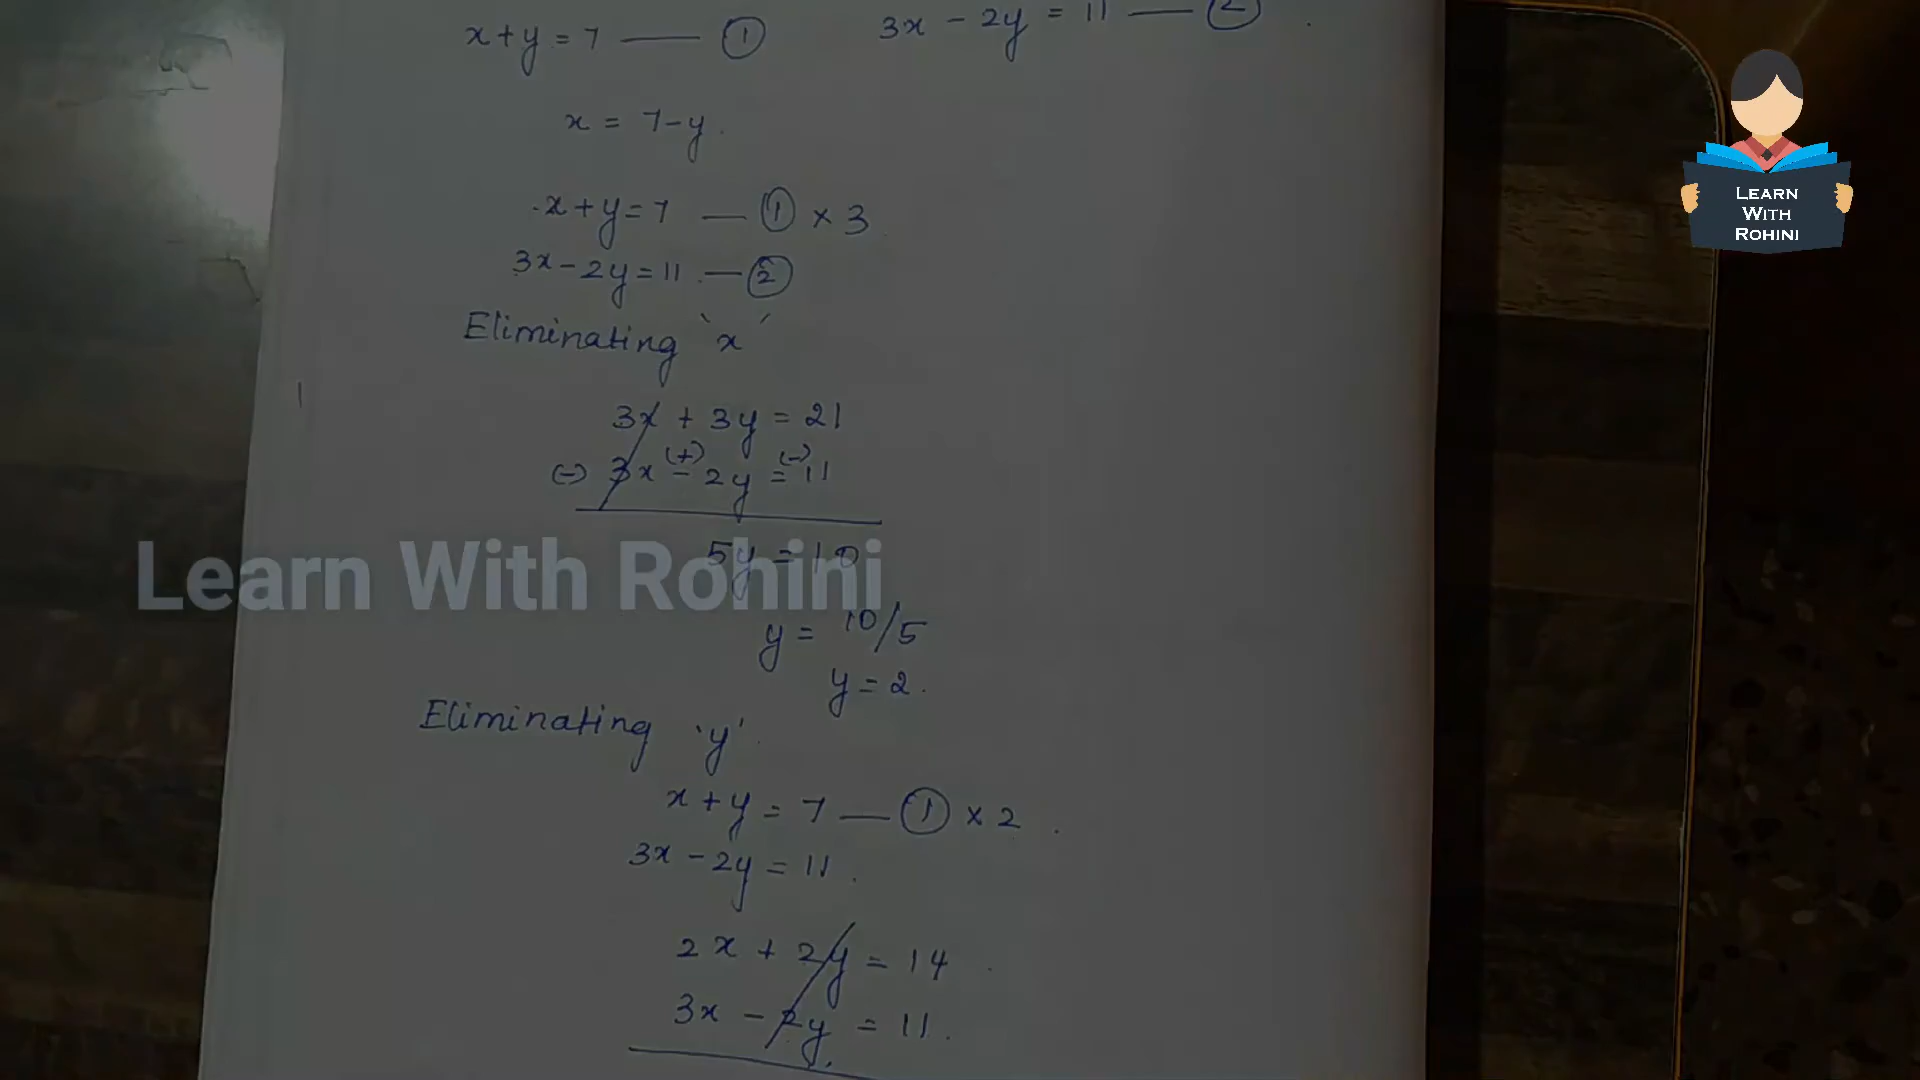 x + y = 7 —— ① 3x - 2y = 11 —— ②
x = 7 - y.
x + y = 7 — ① × 3
3x - 2y = 11 — ②
Eliminating 'x'
3x + 3y = 21
(-) 3x (+)- 2y = (-)11
5y = 10
y = 10/5
y = 2.
Eliminating 'y'.
x + y = 7 — ① × 2.
3x - 2y = 11.
2x + 2y = 14.
3x - 2y = 11.
Learn With Rohini
LEARN
WITH
ROHINI